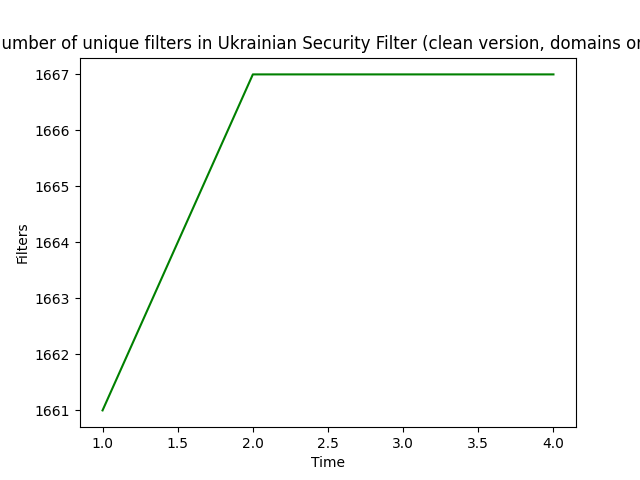 umber of unique filters in Ukrainian Security Filter (clean version, domains or
1667
1666
1665
1664
1663
1662
1661
Filters
1.0 1.5 2.0 2.5 3.0 3.5 4.0
Time